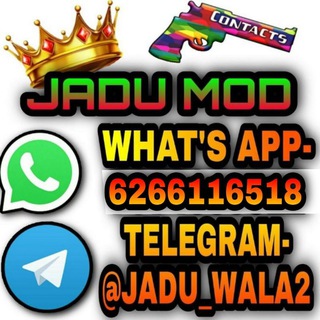 CONTACTS
JADU MOD
WHAT'S APP-
6266116518
TELEGRAM-
@JADU_WALA2